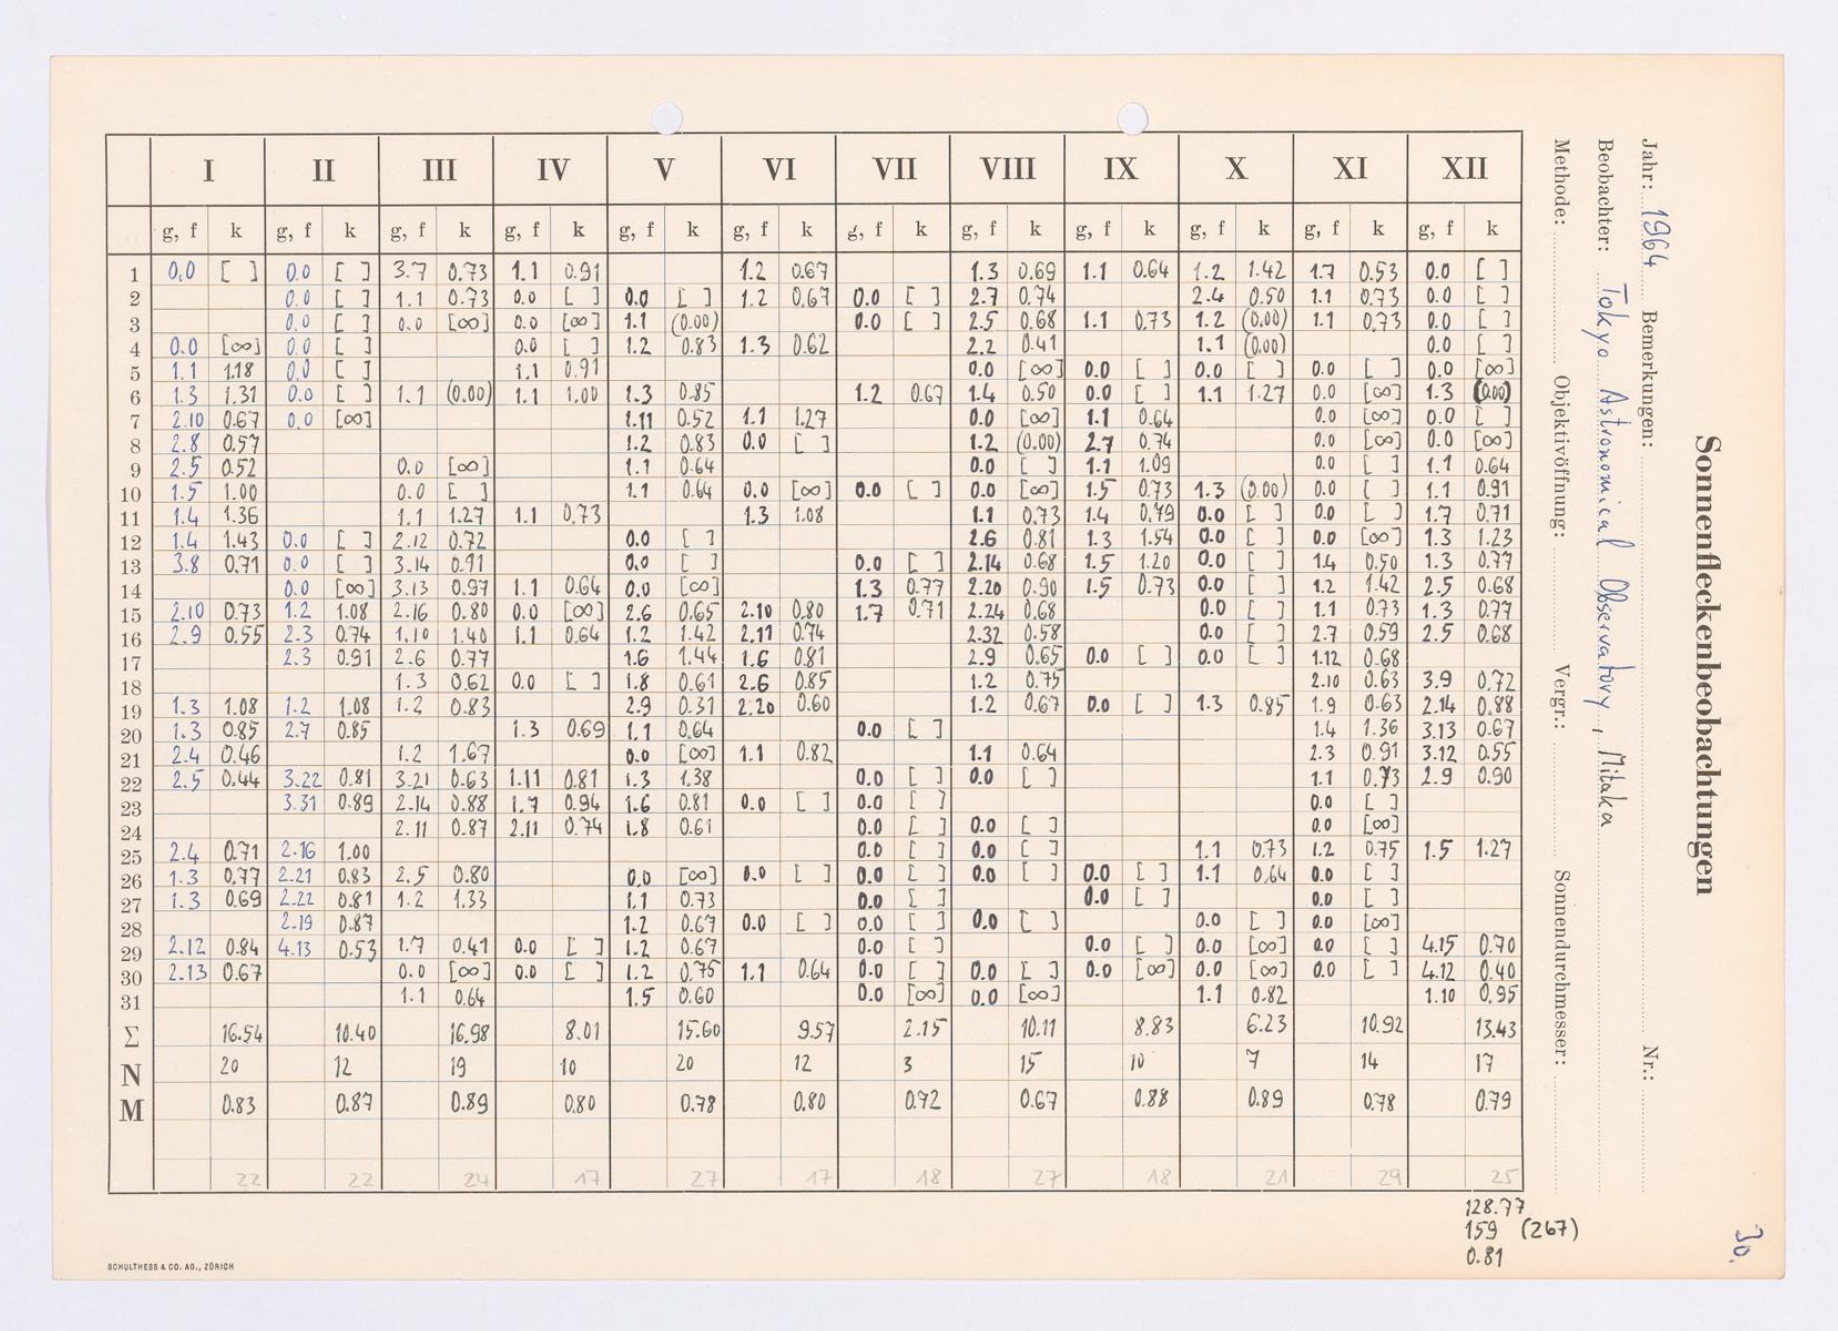 Sonnenfleckenbeobachtungen
Jahr: 1964 Bemerkungen: Nr.:
Beobachter: Tokyo Astronomical Observatory, Mitaka
Methode: Objektivöffnung: Vergr.: Sonnendurchmesser:
30.
I II III IV V VI VII VIII IX X XI XII
g, f k g, f k g, f k g, f k g, f k g, f k g, f k g, f k g, f k g, f k g, f k g, f k
1 0.0 [ ] 0.0 [ ] 3.7 0.73 1.1 0.91 1.2 0.67 1.3 0.69 1.1 0.64 1.2 1.42 1.7 0.53 0.0 [ ]
2 0.0 [ ] 1.1 0.73 0.0 [ ] 0.0 [ ] 1.2 0.67 0.0 [ ] 2.7 0.74 2.4 0.50 1.1 0.73 0.0 [ ]
3 0.0 [ ] 0.0 [∞] 0.0 [∞] 1.1 (0.00) 0.0 [ ] 2.5 0.68 1.1 0.73 1.2 (0.00) 1.1 0.73 0.0 [ ]
4 0.0 [∞] 0.0 [ ] 0.0 [ ] 1.2 0.83 1.3 0.62 2.2 0.41 1.1 (0.00) 0.0 [ ]
5 1.1 1.18 0.0 [ ] 1.1 0.91 0.0 [∞] 0.0 [ ] 0.0 [ ] 0.0 [ ] 0.0 [∞]
6 1.3 1.31 0.0 [ ] 1.1 (0.00) 1.1 1.00 1.3 0.85 1.2 0.67 1.4 0.50 0.0 [ ] 1.1 1.27 0.0 [∞] 1.3 (0.00)
7 2.10 0.67 0.0 [∞] 1.11 0.52 1.1 1.27 0.0 [∞] 1.1 0.64 0.0 [∞] 0.0 [ ]
8 2.8 0.57 1.2 0.83 0.0 [ ] 1.2 (0.00) 2.7 0.74 0.0 [∞] 0.0 [∞]
9 2.5 0.52 0.0 [∞] 1.1 0.64 0.0 [ ] 1.1 1.09 0.0 [ ] 1.1 0.64
10 1.5 1.00 0.0 [ ] 1.1 0.64 0.0 [∞] 0.0 [ ] 0.0 [∞] 1.5 0.73 1.3 (0.00) 0.0 [ ] 1.1 0.91
11 1.4 1.36 1.1 1.27 1.1 0.73 1.3 1.08 1.1 0.73 1.4 0.79 0.0 [ ] 0.0 [ ] 1.7 0.71
12 1.4 1.43 0.0 [ ] 2.12 0.72 0.0 [ ] 2.6 0.81 1.3 1.54 0.0 [ ] 0.0 [∞] 1.3 1.23
13 3.8 0.71 0.0 [ ] 3.14 0.91 0.0 [ ] 0.0 [ ] 2.14 0.68 1.5 1.20 0.0 [ ] 1.4 0.50 1.3 0.77
14 0.0 [∞] 3.13 0.97 1.1 0.64 0.0 [∞] 1.3 0.77 2.20 0.90 1.5 0.73 0.0 [ ] 1.2 1.42 2.5 0.68
15 2.10 0.73 1.2 1.08 2.16 0.80 0.0 [∞] 2.6 0.65 2.10 0.80 1.7 0.71 2.24 0.68 0.0 [ ] 1.1 0.73 1.3 0.77
16 2.9 0.55 2.3 0.74 1.10 1.40 1.1 0.64 1.2 1.42 2.11 0.74 2.32 0.58 0.0 [ ] 2.7 0.59 2.5 0.68
17 2.3 0.91 2.6 0.77 1.6 1.44 1.6 0.81 2.9 0.65 0.0 [ ] 0.0 [ ] 1.12 0.68
18 1.3 0.62 0.0 [ ] 1.8 0.61 2.6 0.85 1.2 0.75 2.10 0.63 3.9 0.72
19 1.3 1.08 1.2 1.08 1.2 0.83 2.9 0.31 2.20 0.60 1.2 0.67 0.0 [ ] 1.3 0.85 1.9 0.63 2.14 0.88
20 1.3 0.85 2.7 0.85 1.3 0.69 1.1 0.64 0.0 [ ] 1.4 1.36 3.13 0.67
21 2.4 0.46 1.2 1.67 0.0 [∞] 1.1 0.82 1.1 0.64 2.3 0.91 3.12 0.55
22 2.5 0.44 3.22 0.81 3.21 0.63 1.11 0.81 1.3 1.38 0.0 [ ] 0.0 [ ] 1.1 0.73 2.9 0.90
23 3.31 0.89 2.14 0.88 1.7 0.94 1.6 0.81 0.0 [ ] 0.0 [ ] 0.0 [ ]
24 2.11 0.87 2.11 0.74 1.8 0.61 0.0 [ ] 0.0 [ ] 0.0 [∞]
25 2.4 0.71 2.16 1.00 0.0 [ ] 0.0 [ ] 1.1 0.73 1.2 0.75 1.5 1.27
26 1.3 0.77 2.21 0.83 2.5 0.80 0.0 [∞] 0.0 [ ] 0.0 [ ] 0.0 [ ] 0.0 [ ] 1.1 0.64 0.0 [ ]
27 1.3 0.69 2.22 0.81 1.2 1.33 1.1 0.73 0.0 [ ] 0.0 [ ] 0.0 [ ]
28 2.19 0.87 1.2 0.67 0.0 [ ] 0.0 [ ] 0.0 [ ] 0.0 [ ] 0.0 [∞]
29 2.12 0.84 4.13 0.53 1.7 0.41 0.0 [ ] 1.2 0.67 0.0 [ ] 0.0 [ ] 0.0 [∞] 0.0 [ ] 4.15 0.70
30 2.13 0.67 0.0 [∞] 0.0 [ ] 1.2 0.75 1.1 0.64 0.0 [ ] 0.0 [ ] 0.0 [∞] 0.0 [∞] 0.0 [ ] 4.12 0.40
31 1.1 0.64 1.5 0.60 0.0 [∞] 0.0 [∞] 1.1 0.82 1.10 0.95
Σ 16.54 10.40 16.98 8.01 15.60 9.57 2.15 10.11 8.83 6.23 10.92 13.43
N 20 12 19 10 20 12 3 15 10 7 14 17
M 0.83 0.87 0.89 0.80 0.78 0.80 0.72 0.67 0.88 0.89 0.78 0.79
22 22 24 17 27 17 18 27 18 21 29 25
128.77
159 (267)
0.81
SCHULTHESS & CO. AG., ZÜRICH